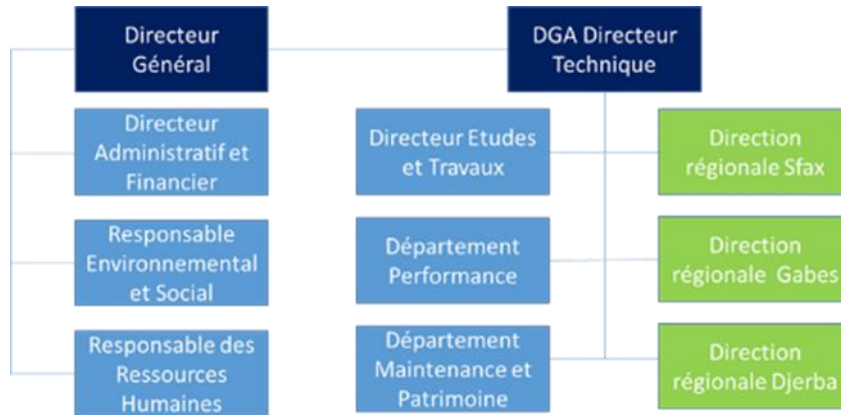 Directeur
Général
DGA Directeur
Technique
Directeur
Administratif et
Financier
Directeur Etudes
et Travaux
Direction
régionale Sfax
Responsable
Environnemental
et Social
Département
Performance
Direction
régionale Gabes
Responsable des
Ressources
Humaines
Département
Maintenance et
Patrimoine
Direction
régionale Djerba